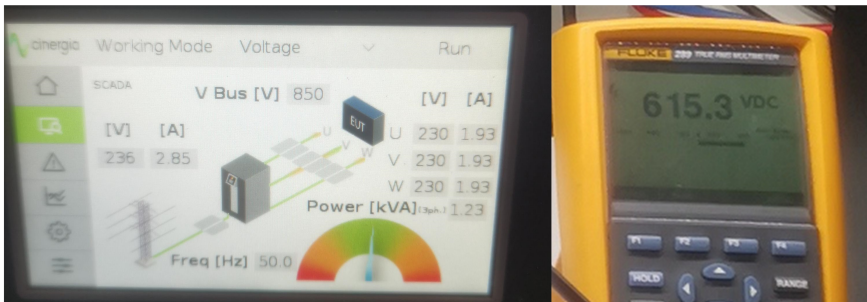 cinergia Working Mode Voltage Run
SCADA
V Bus [V] 850
[V] [A]
236 2.85
EUT
[V] [A]
U 230 1.93
V 230 1.93
W 230 1.93
U
V
W
Power [kVA] (3ph.) 1.23
Freq [Hz] 50.0
FLUKE 289 TRUE RMS MULTIMETER
615.3 VDC
F1 F2 F3 F4
HOLD
RANGE